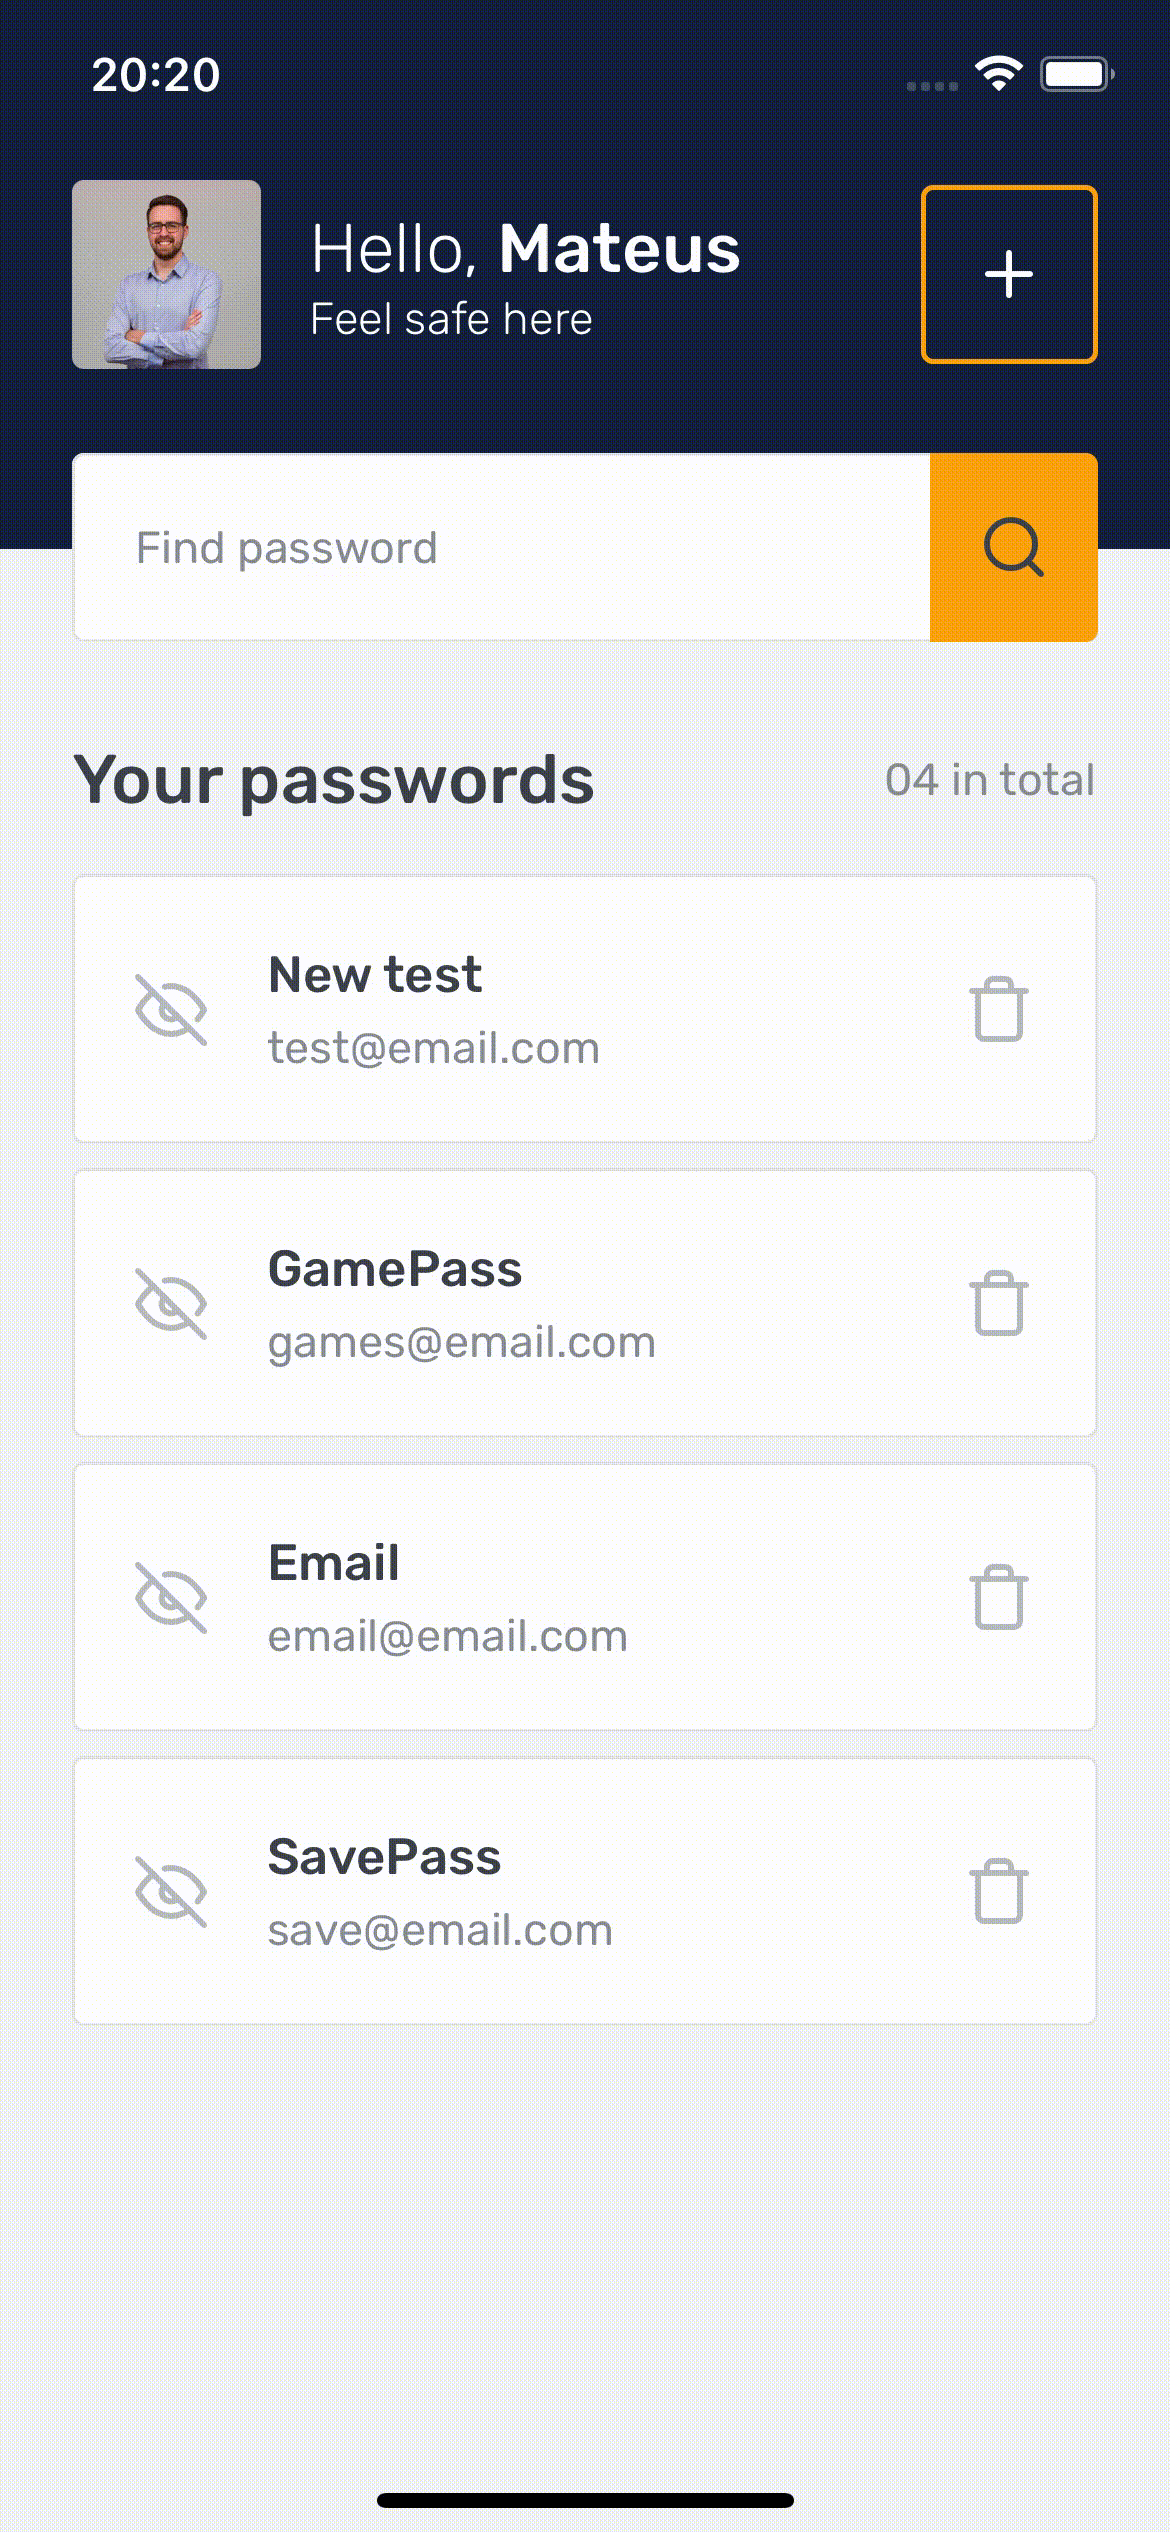 20:20
Hello, Mateus
Feel safe here
Find password
Your passwords
04 in total
New test
test@email.com
GamePass
games@email.com
Email
email@email.com
SavePass
save@email.com